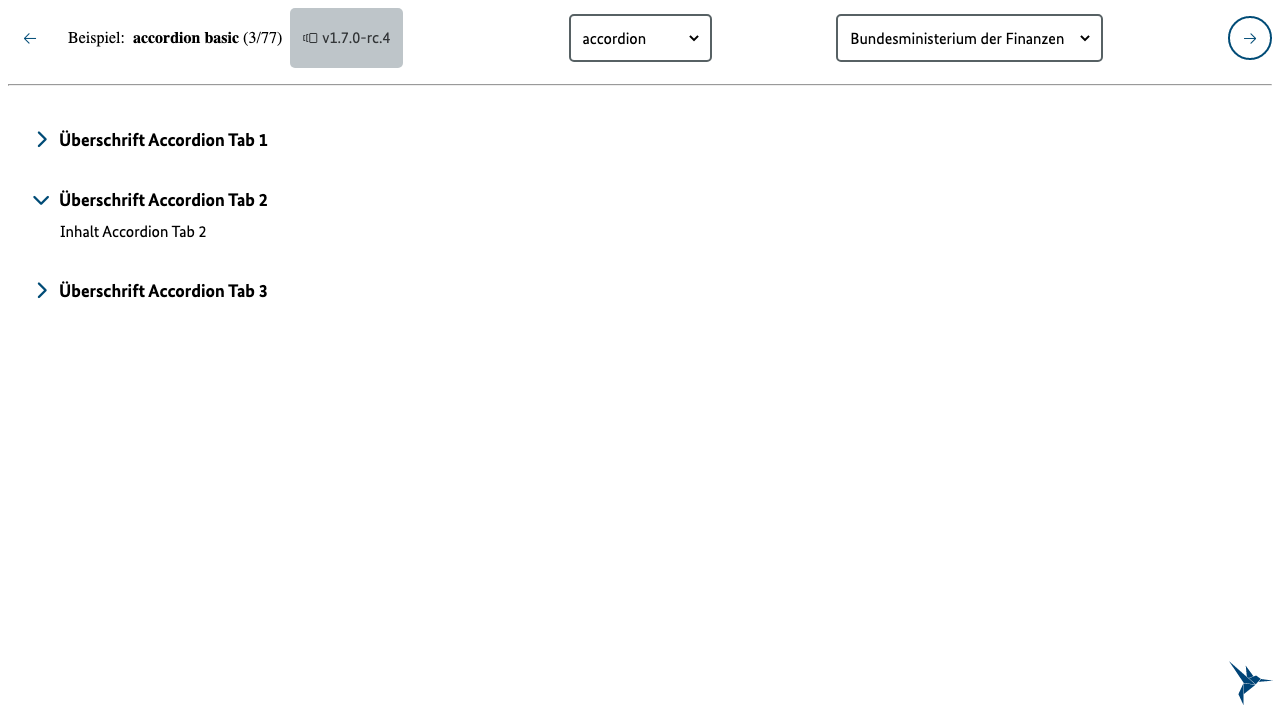 Beispiel: accordion basic (3/77) v1.7.0-rc.4 accordion Bundesministerium der Finanzen
Überschrift Accordion Tab 1
Überschrift Accordion Tab 2
Inhalt Accordion Tab 2
Überschrift Accordion Tab 3